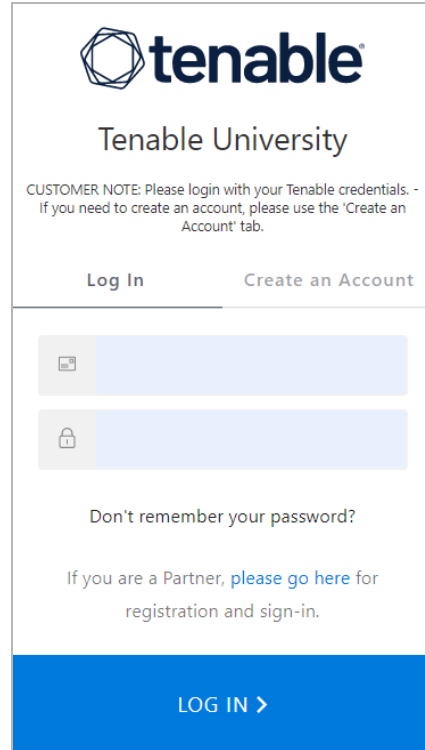 tenable
Tenable University
CUSTOMER NOTE: Please login with your Tenable credentials. -
If you need to create an account, please use the 'Create an
Account' tab.
Log In
Create an Account
Don't remember your password?
If you are a Partner, please go here for
registration and sign-in.
LOG IN >